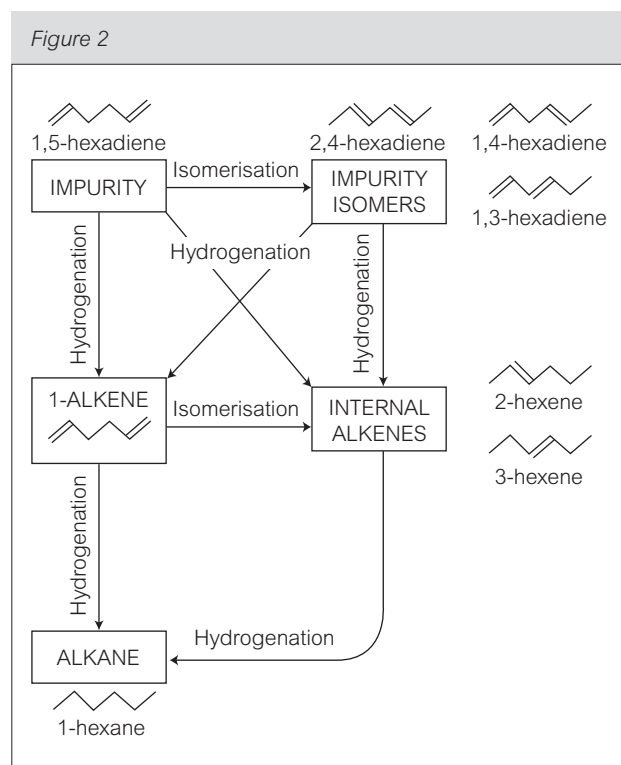 Figure 2
1,5-hexadiene
2,4-hexadiene
1,4-hexadiene
IMPURITY
Isomerisation
IMPURITY
ISOMERS
1,3-hexadiene
Hydrogenation
Hydrogenation
Hydrogenation
1-ALKENE
Isomerisation
INTERNAL
ALKENES
2-hexene
3-hexene
Hydrogenation
Hydrogenation
ALKANE
1-hexane